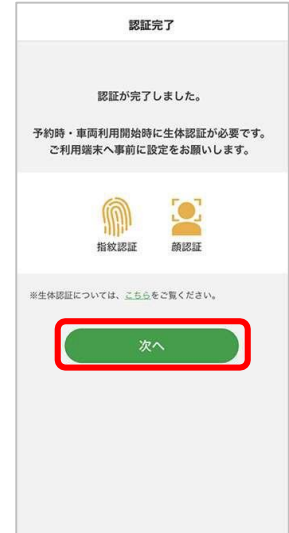 認証完了
認証が完了しました。
予約時・車両利用開始時に生体認証が必要です。
ご利用端末へ事前に設定をお願いします。
指紋認証 顔認証
※生体認証については、こちらをご覧ください。
次へ